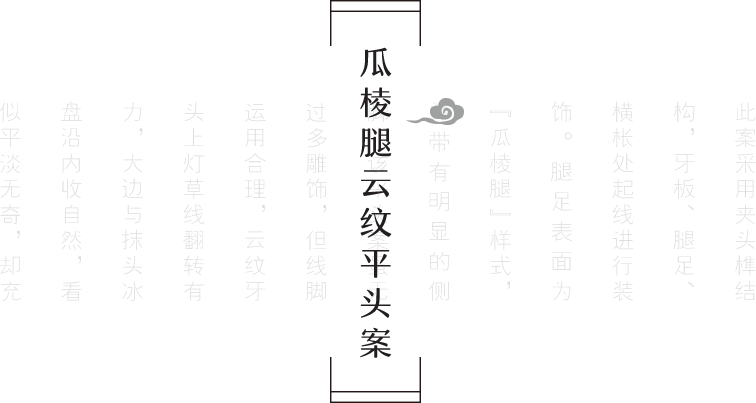 瓜棱腿云纹平头案
此案采用夹头榫结
构，牙板、腿足、
横枨处起线进行装
饰。腿足表面为
『瓜棱腿』样式，
带有明显的侧
过多雕饰，但线脚
运用合理，云纹牙
头上灯草线翻转有
力，大边与抹头冰
盘沿内收自然，看
似平淡无奇，却充